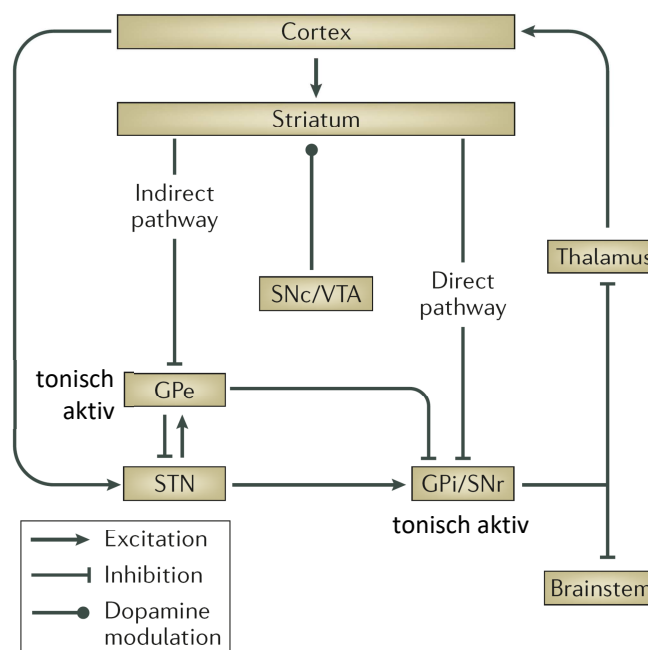 Cortex
Striatum
Indirect
pathway
SNc/VTA
Direct
pathway
Thalamus
tonisch
aktiv
GPe
STN
GPi/SNr
tonisch aktiv
Brainstem
Excitation
Inhibition
Dopamine
modulation